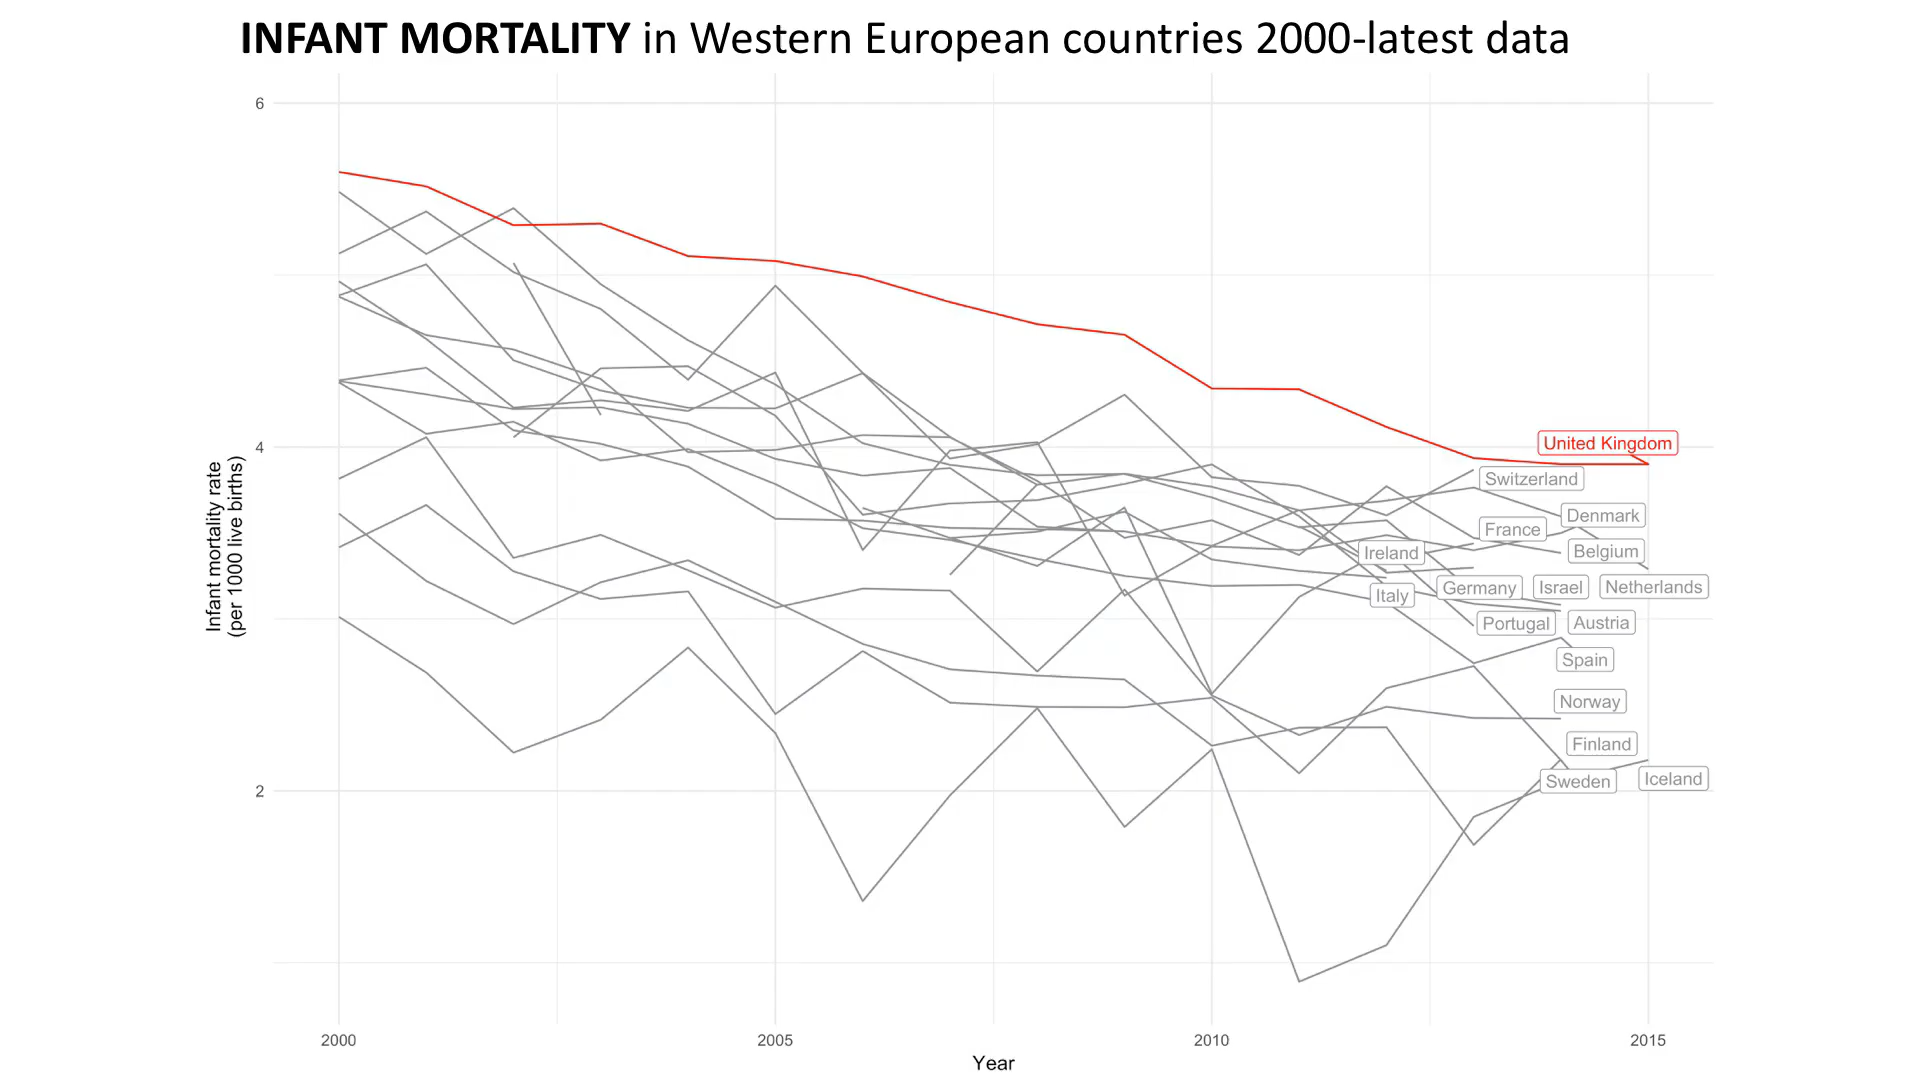 INFANT MORTALITY in Western European countries 2000-latest data
6
4
2
Infant mortality rate
(per 1000 live births)
United Kingdom
Switzerland
Denmark
France
Ireland
Belgium
Italy
Germany
Israel
Netherlands
Portugal
Austria
Spain
Norway
Finland
Sweden
Iceland
2000
2005
2010
2015
Year